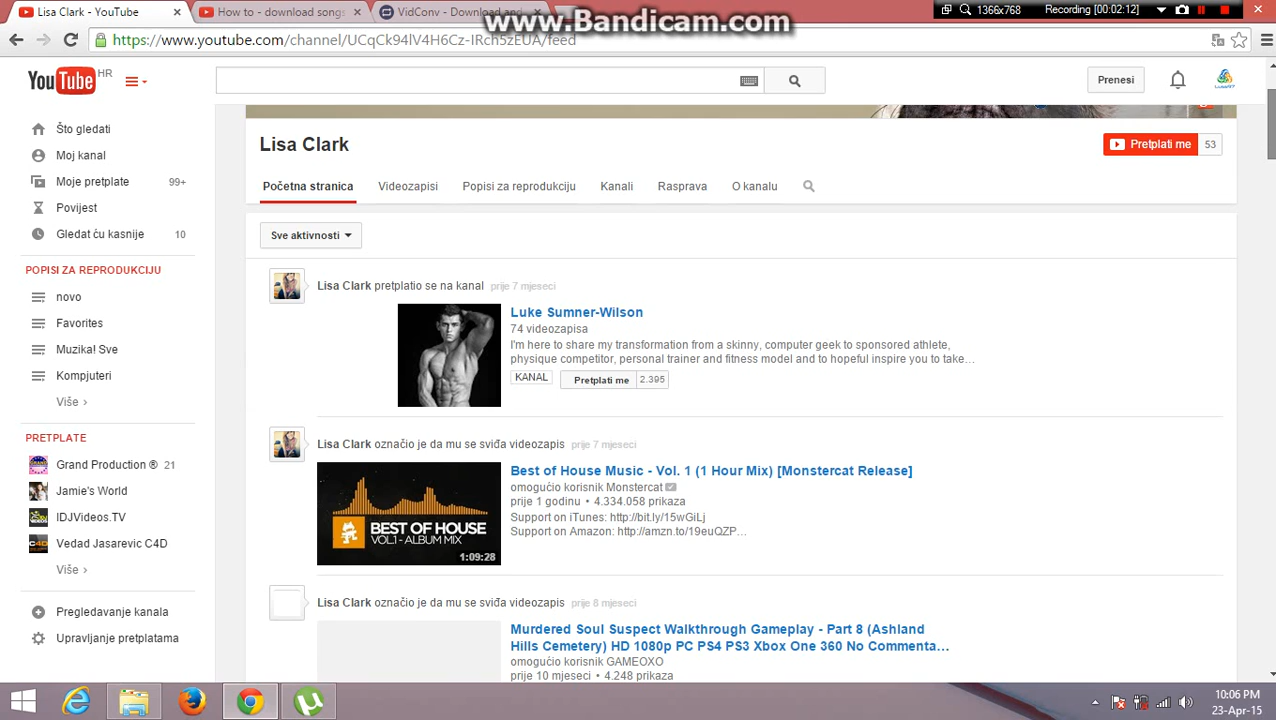 Lisa Clark - YouTube
How to - download songs
VidConv - Download and
www.Bandicam.com
1366x768
Recording [00:02:12]
https://www.youtube.com/channel/UCqCk94lV4H6Cz-IRch5zEUA/feed
YouTube HR
Prenesi
Što gledati
Moj kanal
Moje pretplate 99+
Povijest
Gledat ću kasnije 10
POPISI ZA REPRODUKCIJU
novo
Favorites
Muzika! Sve
Kompjuteri
Više ›
PRETPLATE
Grand Production ® 21
Jamie's World
IDJVideos.TV
Vedad Jasarevic C4D
Više ›
Pregledavanje kanala
Upravljanje pretplatama
Lisa Clark
Pretplati me 53
Početna stranica
Videozapisi
Popisi za reprodukciju
Kanali
Rasprava
O kanalu
Sve aktivnosti
Lisa Clark pretplatio se na kanal prije 7 mjeseci
Luke Sumner-Wilson
74 videozapisa
I'm here to share my transformation from a skinny, computer geek to sponsored athlete,
physique competitor, personal trainer and fitness model and to hopeful inspire you to take…
KANAL Pretplati me 2.395
Lisa Clark označio je da mu se sviđa videozapis prije 7 mjeseci
BEST OF HOUSE
VOL.1 - ALBUM MIX
1:09:28
Best of House Music - Vol. 1 (1 Hour Mix) [Monstercat Release]
omogućio korisnik Monstercat
prije 1 godinu • 4.334.058 prikaza
Support on iTunes: http://bit.ly/15wGiLj
Support on Amazon: http://amzn.to/19euQZP…
Lisa Clark označio je da mu se sviđa videozapis prije 8 mjeseci
Murdered Soul Suspect Walkthrough Gameplay - Part 8 (Ashland
Hills Cemetery) HD 1080p PC PS4 PS3 Xbox One 360 No Commenta…
omogućio korisnik GAMEOXO
prije 10 mjeseci • 4.248 prikaza
10:06 PM
23-Apr-15